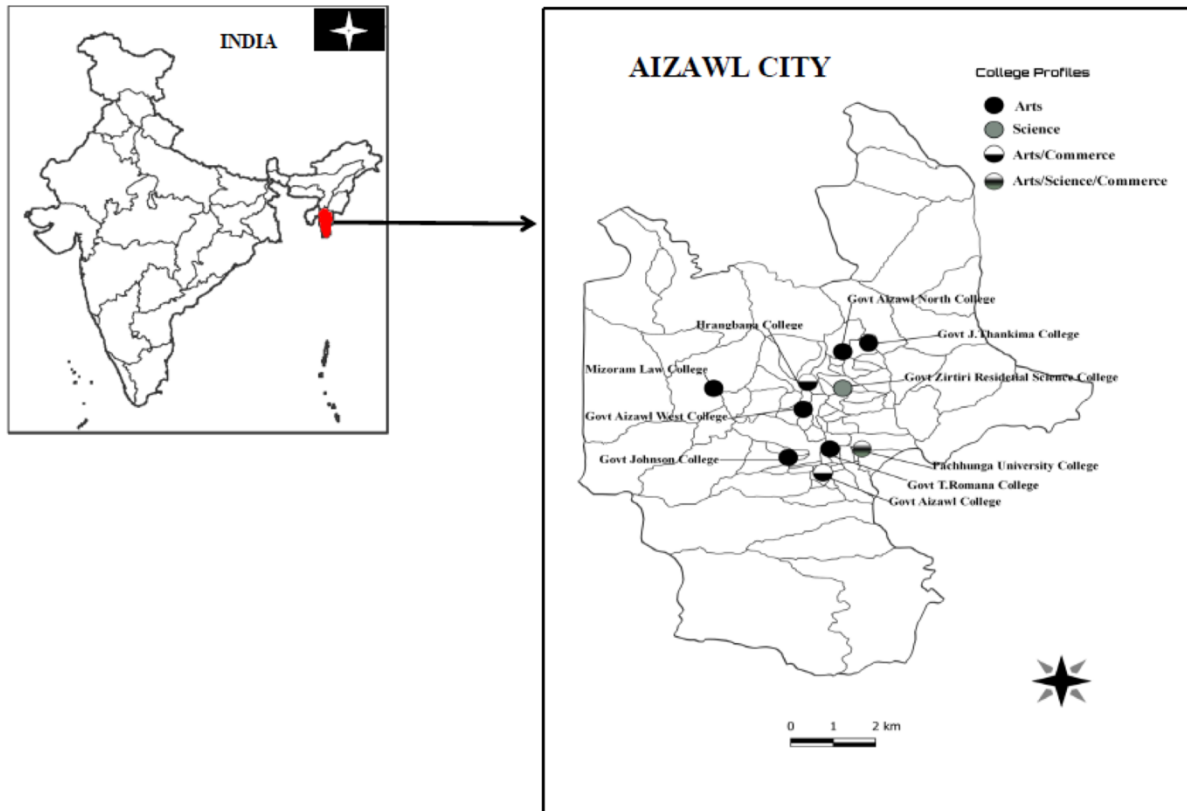 INDIA
AIZAWL CITY
College Profiles
Arts
Science
Arts/Commerce
Arts/Science/Commerce
Govt Aizawl North College
Hrangbana College
Govt J.Thankima College
Mizoram Law College
Govt Zirtiri Residenial Science College
Govt Aizawl West College
Govt Johnson College
Pachhunga University College
Govt T.Romana College
Govt Aizawl College
0 1 2 km